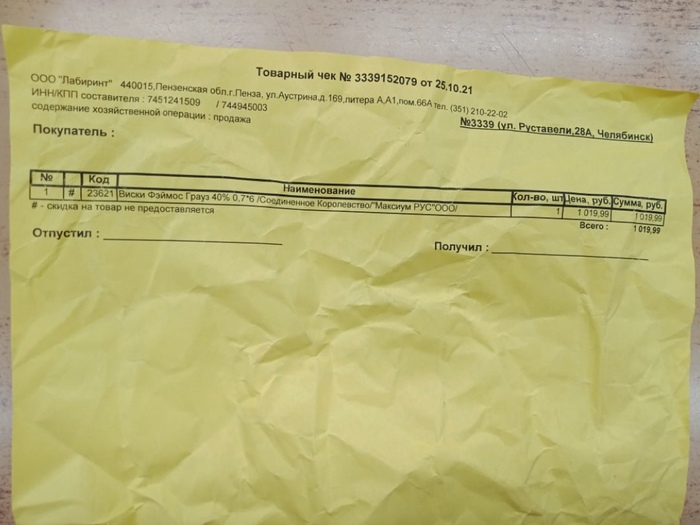 Товарный чек № 3339152079 от 25.10.21
ООО "Лабиринт" 440015,Пензенская обл.г.Пенза, ул.Аустрина,д.169,литера А,А1,пом.66А тел. (351) 210-22-02
ИНН/КПП составителя : 7451241509 / 744945003
№3339 (ул. Руставели,28А, Челябинск)
содержание хозяйственной операции : продажа
Покупатель :
№ Код Наименование Кол-во, шт Цена, руб. Сумма, руб.
1 # 23621 Виски Фэймос Грауз 40% 0,7*6 /Соединенное Королевство/"Максиум РУС"ООО/ 1 1 019,99 1 019,99
# - скидка на товар не предоставляется
Всего : 1 019,99
Отпустил :
Получил :